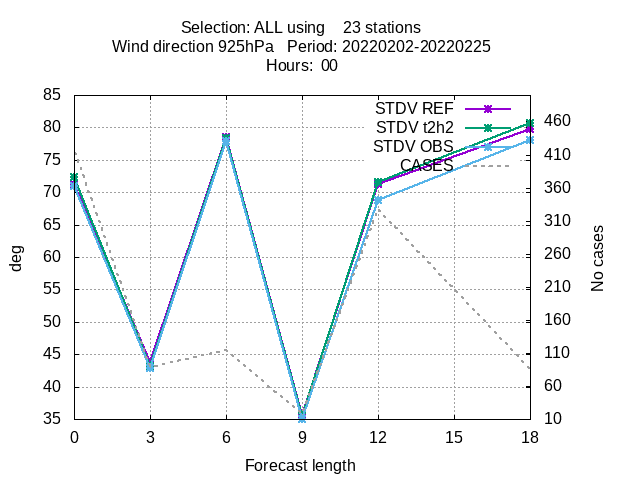 Selection: ALL using    23 stations
Wind direction 925hPa   Period: 20220202-20220225
Hours:  00
STDV REF
STDV t2h2
STDV OBS
CASES
deg
85
80
75
70
65
60
55
50
45
40
35
460
410
360
310
260
210
160
110
60
10
No cases
0 3 6 9 12 15 18
Forecast length